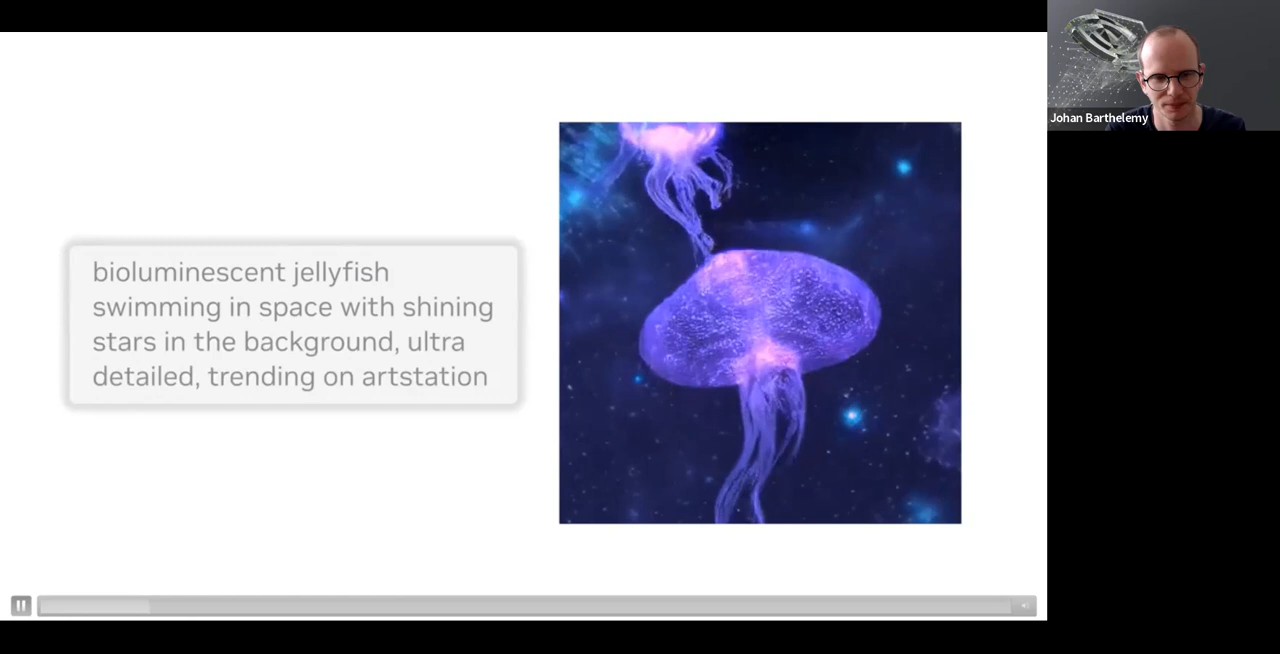 bioluminescent jellyfish
swimming in space with shining
stars in the background, ultra
detailed, trending on artstation
Johan Barthelemy